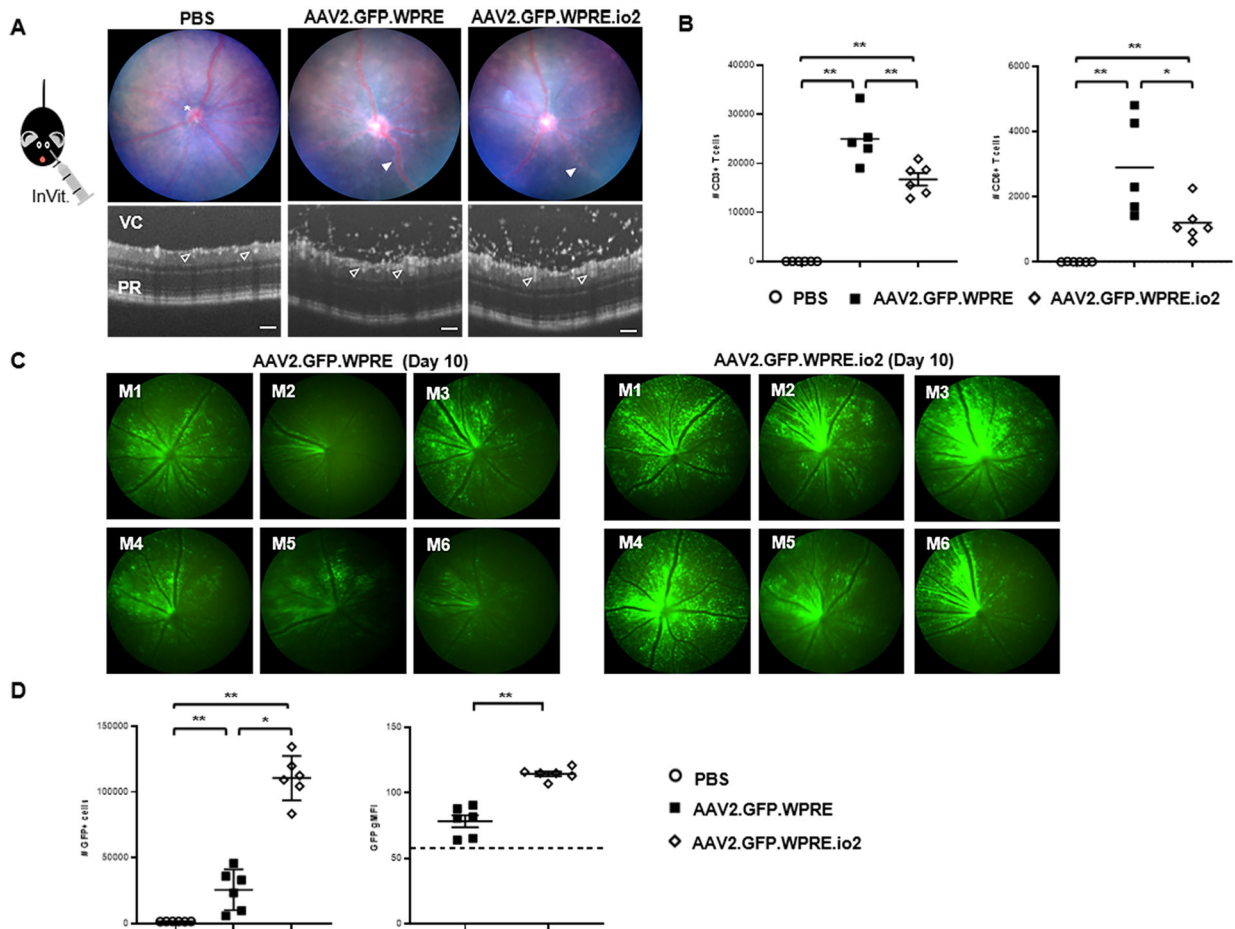 A
PBS
AAV2.GFP.WPRE
AAV2.GFP.WPRE.io2
*
InVit.
VC
PR
B
**
**
**
# CD3+ T cells
40000
30000
20000
10000
0
**
**
*
# CD8+ T cells
6000
4000
2000
0
PBS
AAV2.GFP.WPRE
AAV2.GFP.WPRE.io2
C
AAV2.GFP.WPRE (Day 10)
AAV2.GFP.WPRE.io2 (Day 10)
M1
M2
M3
M1
M2
M3
M4
M5
M6
M4
M5
M6
D
**
**
*
# GFP+ cells
150000
100000
50000
0
**
GFP gMFI
150
100
50
0
PBS
AAV2.GFP.WPRE
AAV2.GFP.WPRE.io2